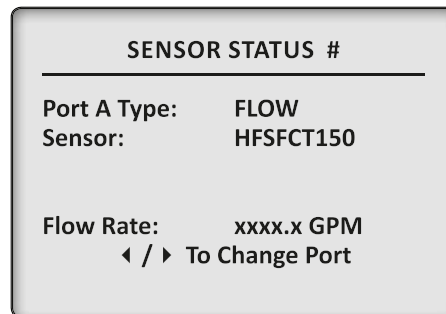 SENSOR STATUS #
Port A Type: FLOW
Sensor: HFSFCT150
Flow Rate: xxxx.x GPM
◀ / ▶ To Change Port